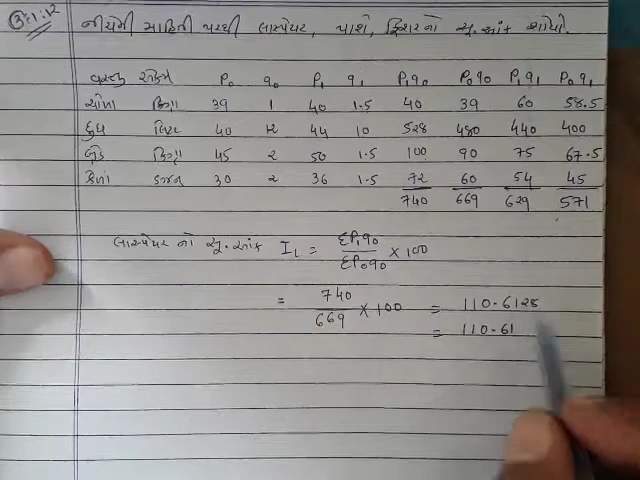 ઉદા:12 નીચેની માહિતી પરથી લાસ્પેયર, પાશે, ફિશરનો સૂ.આંક શોધો.
વસ્તુ એકમ P₀ q₀ P₁ q₁ P₁q₀ P₀q₀ P₁q₁ P₀q₁
ચોખા કિગ્રા 39 1 40 1.5 40 39 60 58.5
દુધ લિટર 40 12 44 10 528 480 440 400
કિગ્રા 45 2 50 1.5 100 90 75 67.5
કેળા ડઝન 30 2 36 1.5 72 60 54 45
740 669 629 571
લાસ્પેયર નો સૂ.આંક I_L = ΣP₁q₀ / ΣP₀q₀ × 100
= 740 / 669 × 100 = 110.6128
= 110.61